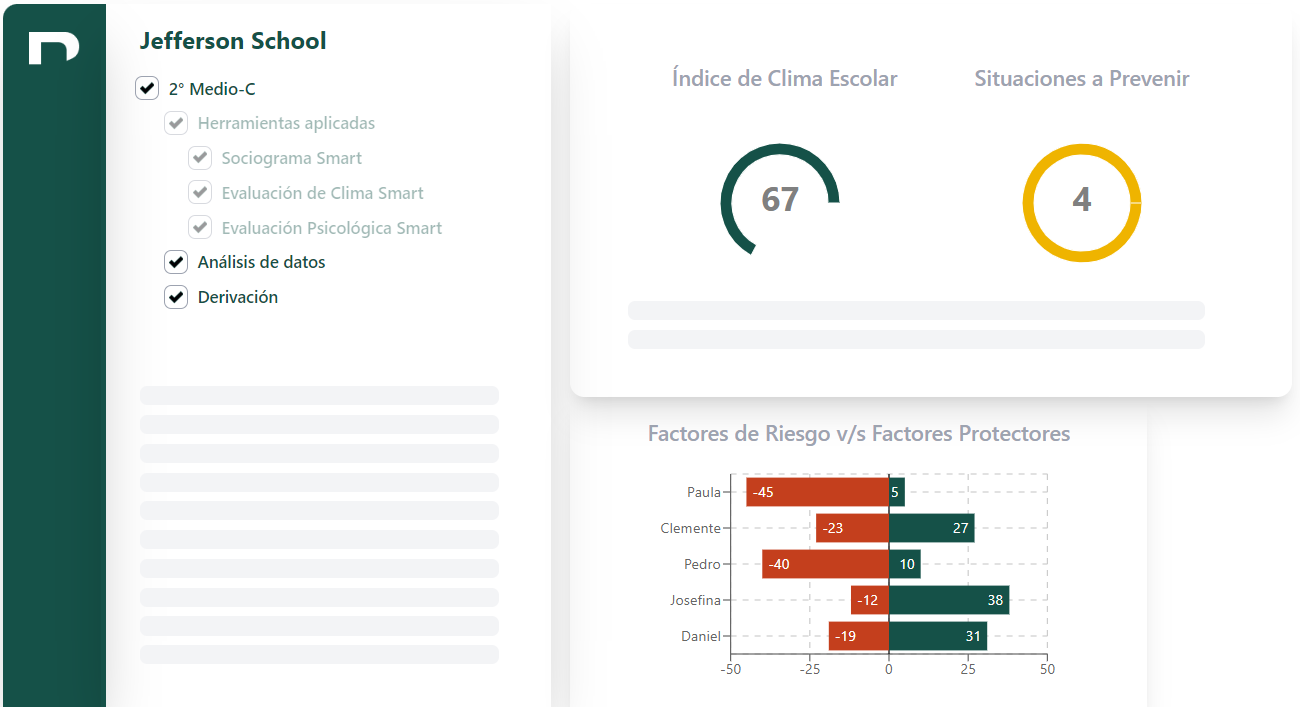 Jefferson School
2° Medio-C
Herramientas aplicadas
Sociograma Smart
Evaluación de Clima Smart
Evaluación Psicológica Smart
Análisis de datos
Derivación
Índice de Clima Escolar
67
Situaciones a Prevenir
4
Factores de Riesgo v/s Factores Protectores
Paula -45 5
Clemente -23 27
Pedro -40 10
Josefina -12 38
Daniel -19 31
-50 -25 0 25 50